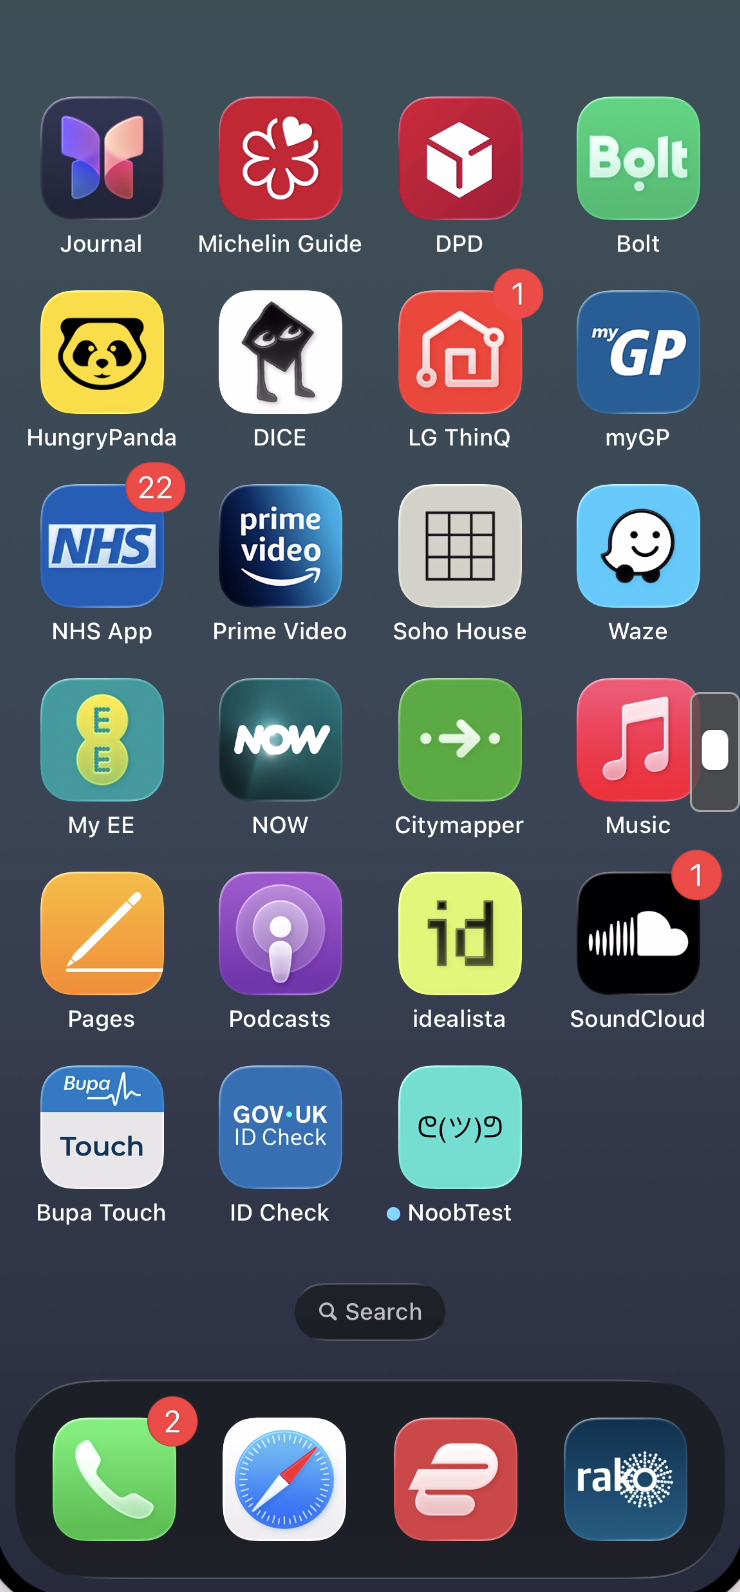 Journal
Michelin Guide
DPD
Bolt
Bolt
1
my
GP
HungryPanda
DICE
LG ThinQ
myGP
22
NHS
prime
video
NHS App
Prime Video
Soho House
Waze
E
E
NOW
My EE
NOW
Citymapper
Music
1
id
Pages
Podcasts
idealista
SoundCloud
Bupa
Touch
GOV·UK
ID Check
ᘓ(ツ)ᘐ
Bupa Touch
ID Check
NoobTest
Search
2
rako